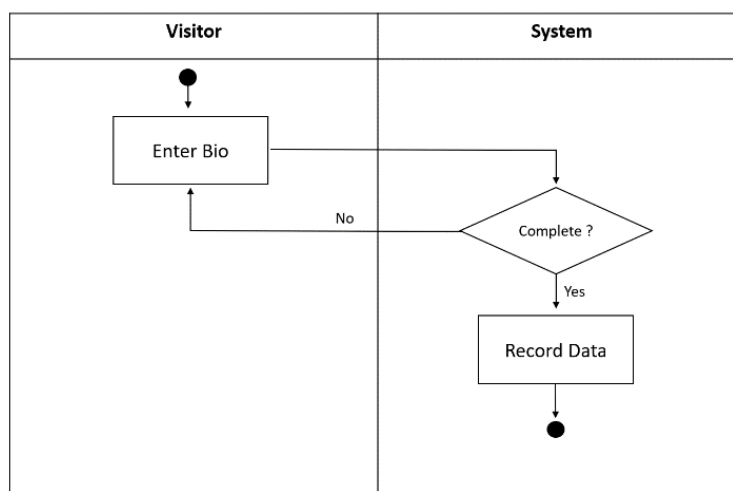 Visitor
System
Enter Bio
No
Complete ?
Yes
Record Data